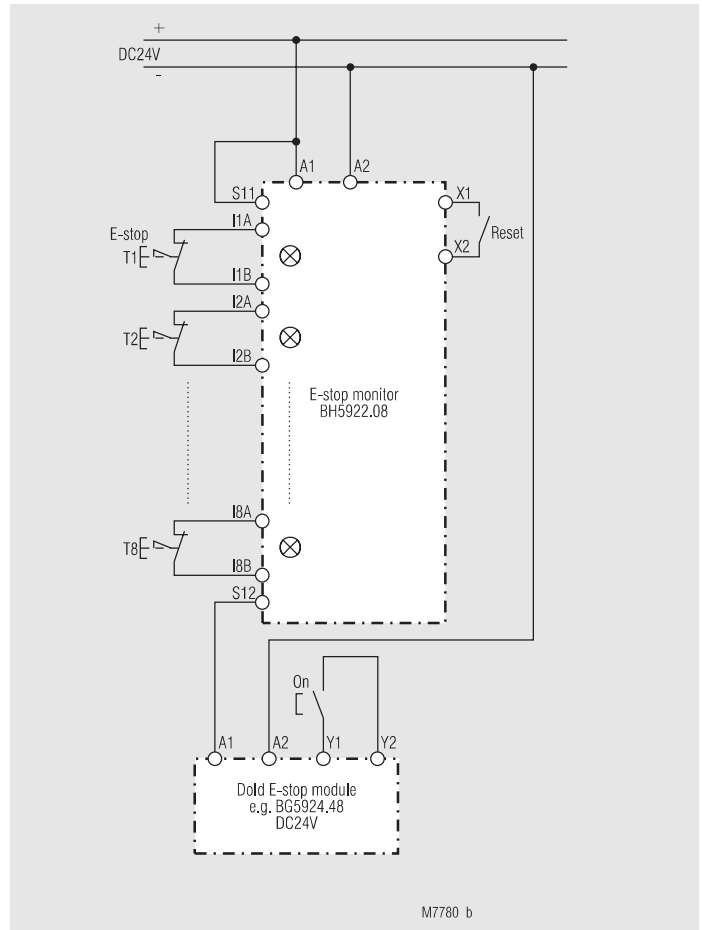 +
DC24V
-
A1 A2
S11 X1
I1A
E-stop
T1 Reset
X2
I1B
I2A
T2
I2B
E-stop monitor
BH5922.08
I8A
T8
I8B
S12
On
A1 A2 Y1 Y2
Dold E-stop module
e.g. BG5924.48
DC24V
M7780 b